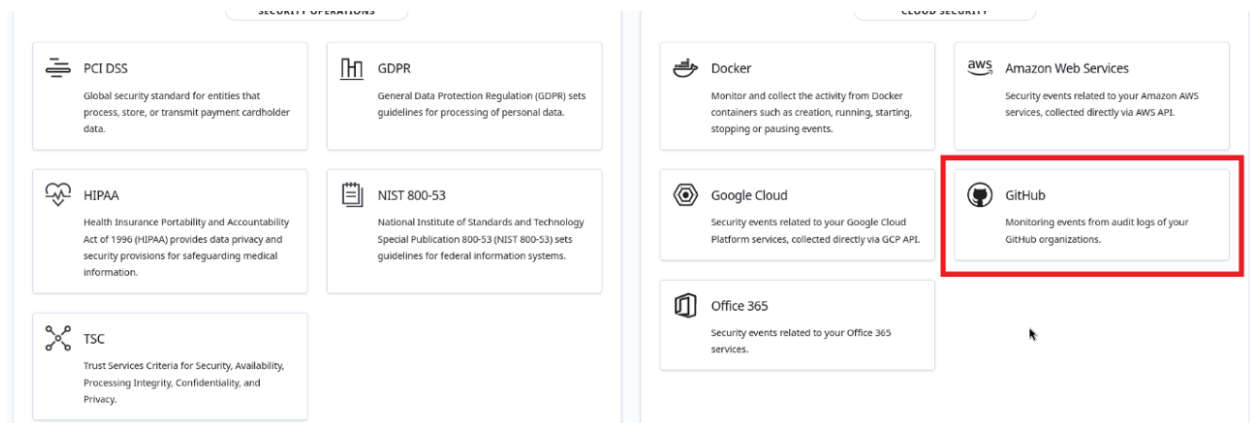 SECURITY OPERATIONS
PCI DSS
Global security standard for entities that
process, store, or transmit payment cardholder
data.
GDPR
General Data Protection Regulation (GDPR) sets
guidelines for processing of personal data.
HIPAA
Health Insurance Portability and Accountability
Act of 1996 (HIPAA) provides data privacy and
security provisions for safeguarding medical
information.
NIST 800-53
National Institute of Standards and Technology
Special Publication 800-53 (NIST 800-53) sets
guidelines for federal information systems.
TSC
Trust Services Criteria for Security, Availability,
Processing Integrity, Confidentiality, and
Privacy.
CLOUD SECURITY
Docker
Monitor and collect the activity from Docker
containers such as creation, running, starting,
stopping or pausing events.
aws
Amazon Web Services
Security events related to your Amazon AWS
services, collected directly via AWS API.
Google Cloud
Security events related to your Google Cloud
Platform services, collected directly via GCP API.
GitHub
Monitoring events from audit logs of your
GitHub organizations.
Office 365
Security events related to your Office 365
services.